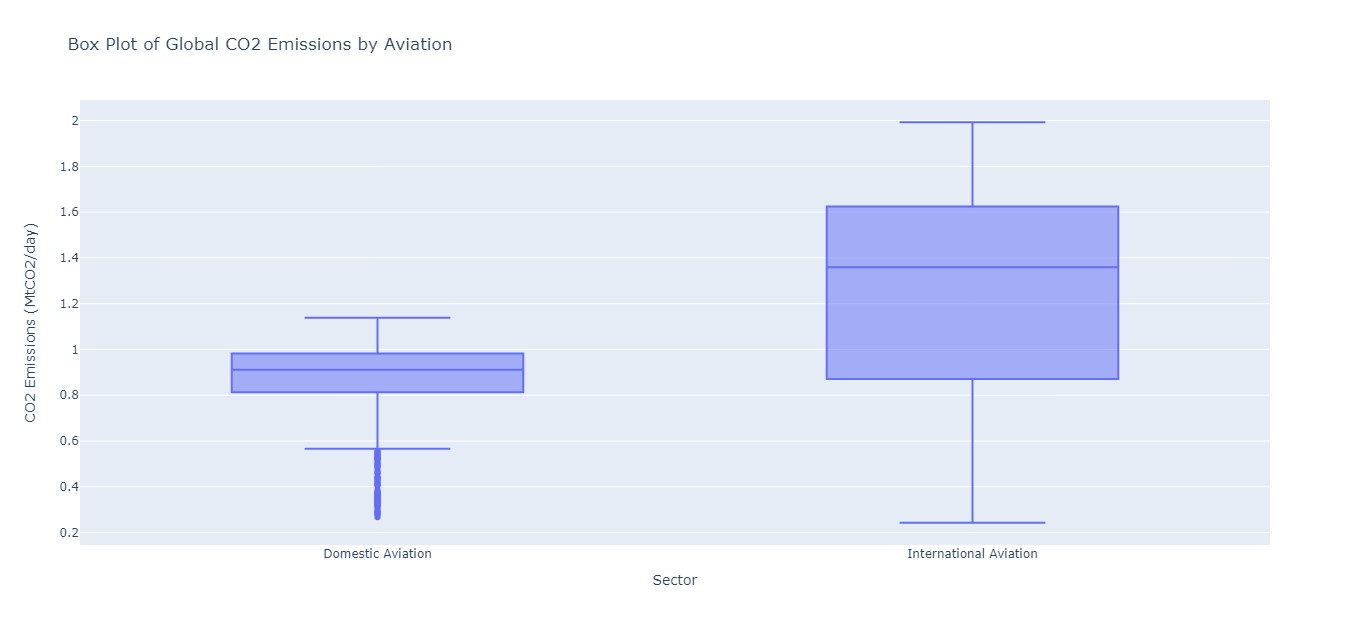 Box Plot of Global CO2 Emissions by Aviation
CO2 Emissions (MtCO2/day)
2
1.8
1.6
1.4
1.2
1
0.8
0.6
0.4
0.2
Domestic Aviation
International Aviation
Sector